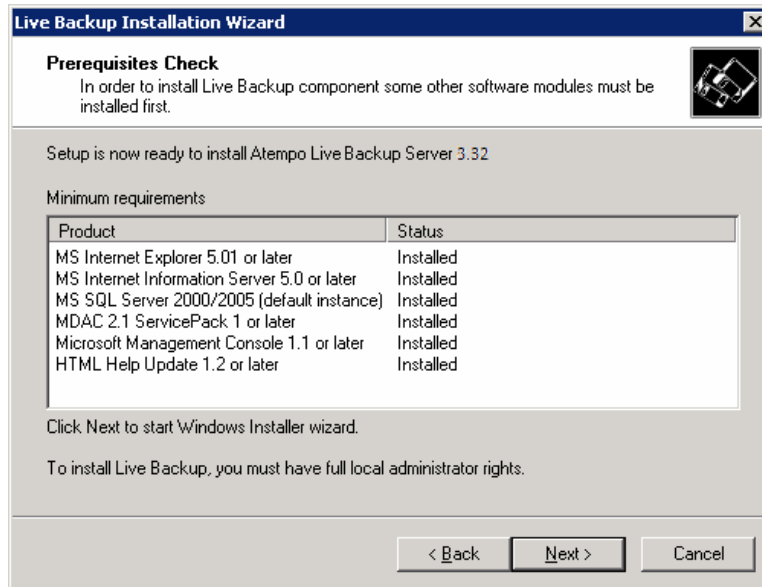 Live Backup Installation Wizard
Prerequisites Check
In order to install Live Backup component some other software modules must be
installed first.
Setup is now ready to install Atempo Live Backup Server 3.32
Minimum requirements
Product Status
MS Internet Explorer 5.01 or later Installed
MS Internet Information Server 5.0 or later Installed
MS SQL Server 2000/2005 (default instance) Installed
MDAC 2.1 ServicePack 1 or later Installed
Microsoft Management Console 1.1 or later Installed
HTML Help Update 1.2 or later Installed
Click Next to start Windows Installer wizard.
To install Live Backup, you must have full local administrator rights.
< Back Next > Cancel